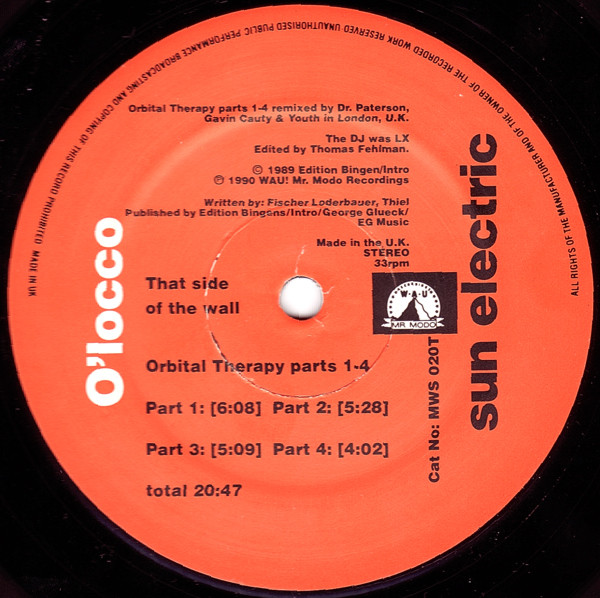 ALL RIGHTS OF THE MANUFACTURER AND OF THE OWNER OF THE RECORDED WORK RESERVED UNAUTHORISED PUBLIC PERFORMANCE BROADCASTING AND COPYING OF THIS RECORD PROHIBITED MADE IN UK
Orbital Therapy parts 1-4 remixed by Dr. Paterson,
Gavin Cauty & Youth in London, U.K.
The DJ was LX
Edited by Thomas Fehlman.
© 1989 Edition Bingen/Intro
℗ 1990 WAU! Mr. Modo Recordings
Written by: Fischer Loderbauer, Thiel
Published by Edition Bingens/Intro/George Glueck/
EG Music
Made in the U.K.
STEREO
33rpm
O'locco
That side
of the wall
W·A·U
MR MODO
sun electric
Cat No: MWS 020T
Orbital Therapy parts 1-4
Part 1: [6:08] Part 2: [5:28]
Part 3: [5:09] Part 4: [4:02]
total 20:47